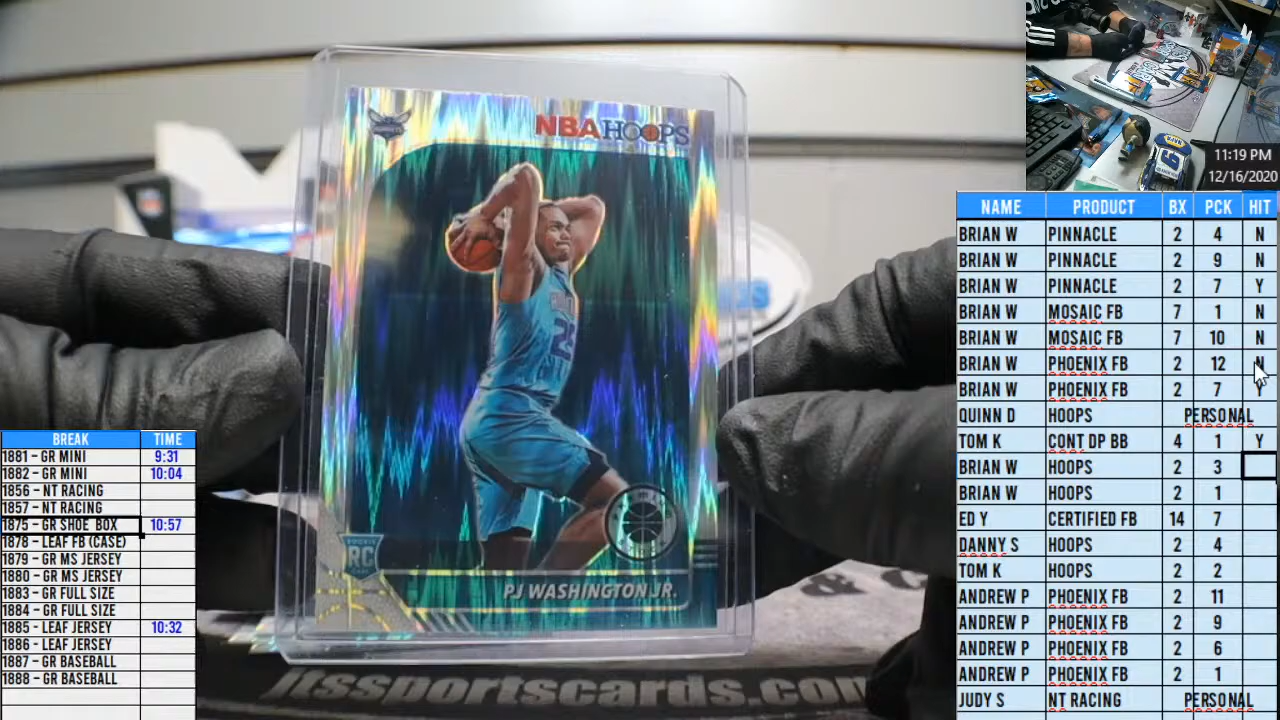 NBA HOOPS
25
RC
PJ WASHINGTON JR.
jtssportscards.com
11:19 PM
12/16/2020
NAME PRODUCT BX PCK HIT
BRIAN W PINNACLE 2 4 N
BRIAN W PINNACLE 2 9 N
BRIAN W PINNACLE 2 7 Y
BRIAN W MOSAIC FB 7 1 N
BRIAN W MOSAIC FB 7 10 N
BRIAN W PHOENIX FB 2 12 N
BRIAN W PHOENIX FB 2 7 Y
QUINN D HOOPS PERSONAL
TOM K CONT DP BB 4 1 Y
BRIAN W HOOPS 2 3
BRIAN W HOOPS 2 1
ED Y CERTIFIED FB 14 7
DANNY S HOOPS 2 4
TOM K HOOPS 2 2
ANDREW P PHOENIX FB 2 11
ANDREW P PHOENIX FB 2 9
ANDREW P PHOENIX FB 2 6
ANDREW P PHOENIX FB 2 1
JUDY S NT RACING PERSONAL
BREAK TIME
1881 – GR MINI 9:31
1882 – GR MINI 10:04
1856 – NT RACING
1857 – NT RACING
1875 – GR SHOE BOX 10:57
1878 – LEAF FB (CASE)
1879 – GR MS JERSEY
1880 – GR MS JERSEY
1883 – GR FULL SIZE
1884 – GR FULL SIZE
1885 – LEAF JERSEY 10:32
1886 – LEAF JERSEY
1887 – GR BASEBALL
1888 – GR BASEBALL